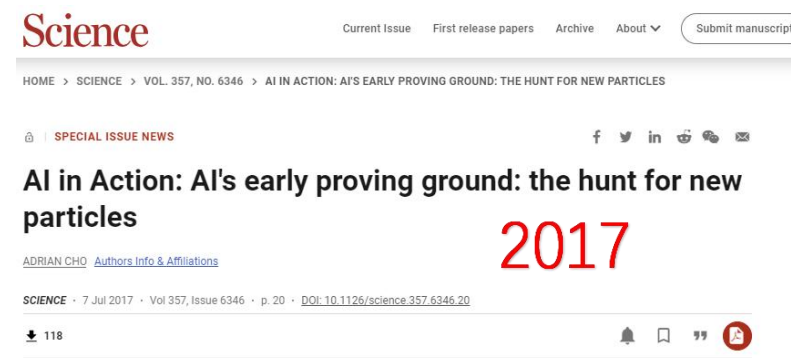 Science
Current Issue First release papers Archive About Submit manuscript
HOME > SCIENCE > VOL. 357, NO. 6346 > AI IN ACTION: AI'S EARLY PROVING GROUND: THE HUNT FOR NEW PARTICLES
SPECIAL ISSUE NEWS
AI in Action: AI's early proving ground: the hunt for new
particles
2017
ADRIAN CHO Authors Info & Affiliations
SCIENCE · 7 Jul 2017 · Vol 357, Issue 6346 · p. 20 · DOI: 10.1126/science.357.6346.20
118